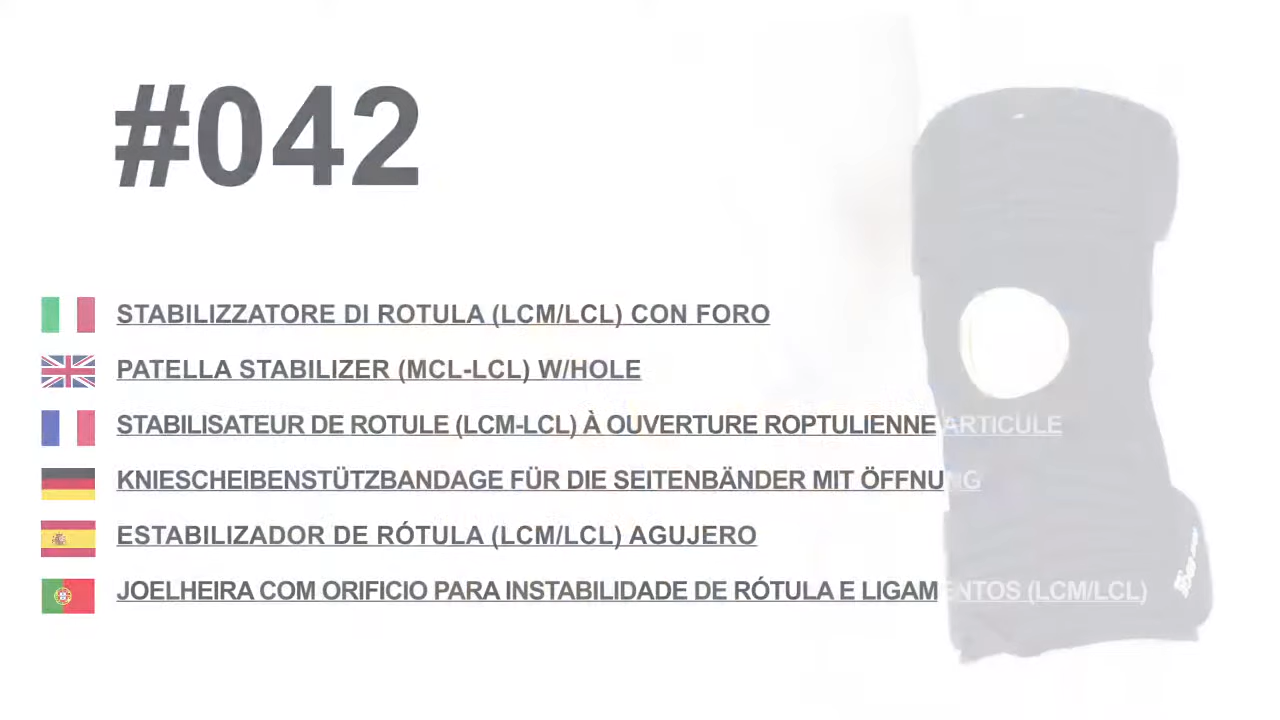 #042
STABILIZZATORE DI ROTULA (LCM/LCL) CON FORO
PATELLA STABILIZER (MCL-LCL) W/HOLE
STABILISATEUR DE ROTULE (LCM-LCL) À OUVERTURE ROPTULIENNE ARTICULE
KNIESCHEIBENSTÜTZBANDAGE FÜR DIE SEITENBÄNDER MIT ÖFFNUNG
ESTABILIZADOR DE RÓTULA (LCM/LCL) AGUJERO
JOELHEIRA COM ORIFICIO PARA INSTABILIDADE DE RÓTULA E LIGAMENTOS (LCM/LCL)